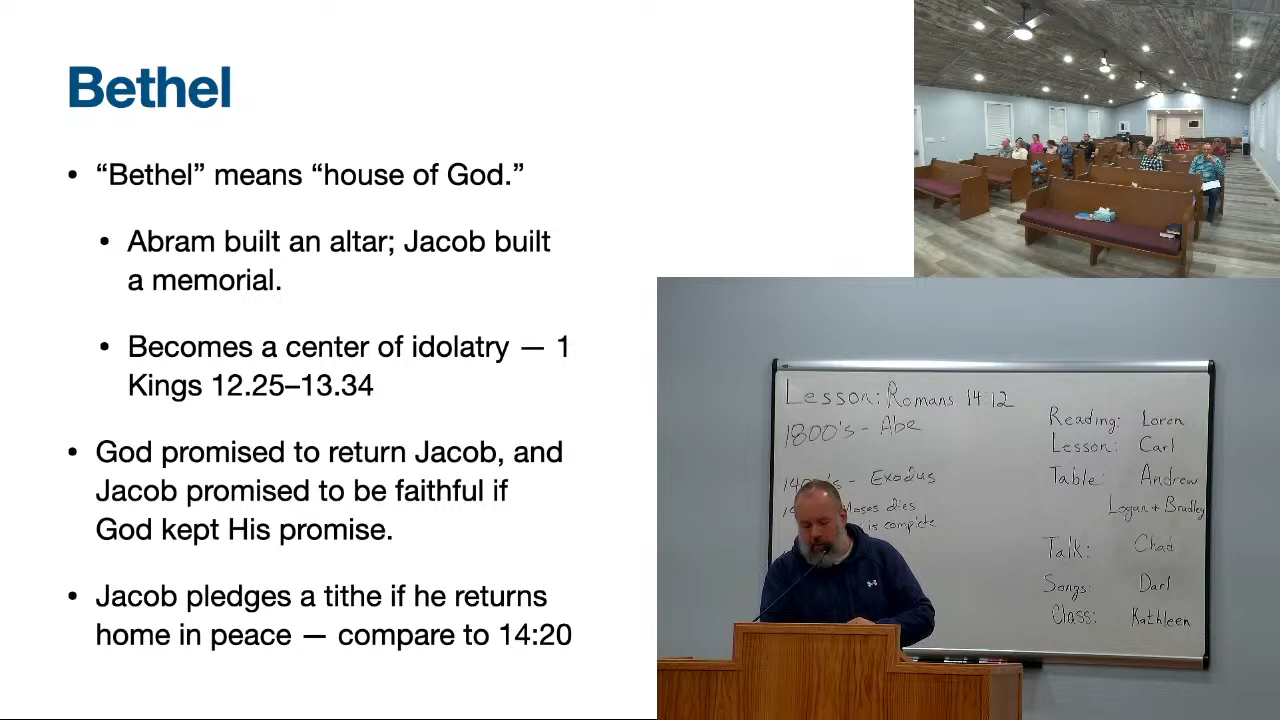 Bethel
• “Bethel” means “house of God.”
• Abram built an altar; Jacob built
a memorial.
• Becomes a center of idolatry — 1
Kings 12.25–13.34
• God promised to return Jacob, and
Jacob promised to be faithful if
God kept His promise.
• Jacob pledges a tithe if he returns
home in peace — compare to 14:20
Lesson: Romans 14:12
1800's - Abe
Exodus
Moses dies
is complete
Reading: Loren
Lesson: Carl
Table: Andrew
Logan + Bradley
Talk: Chad
Songs: Darl
Class: Kathleen